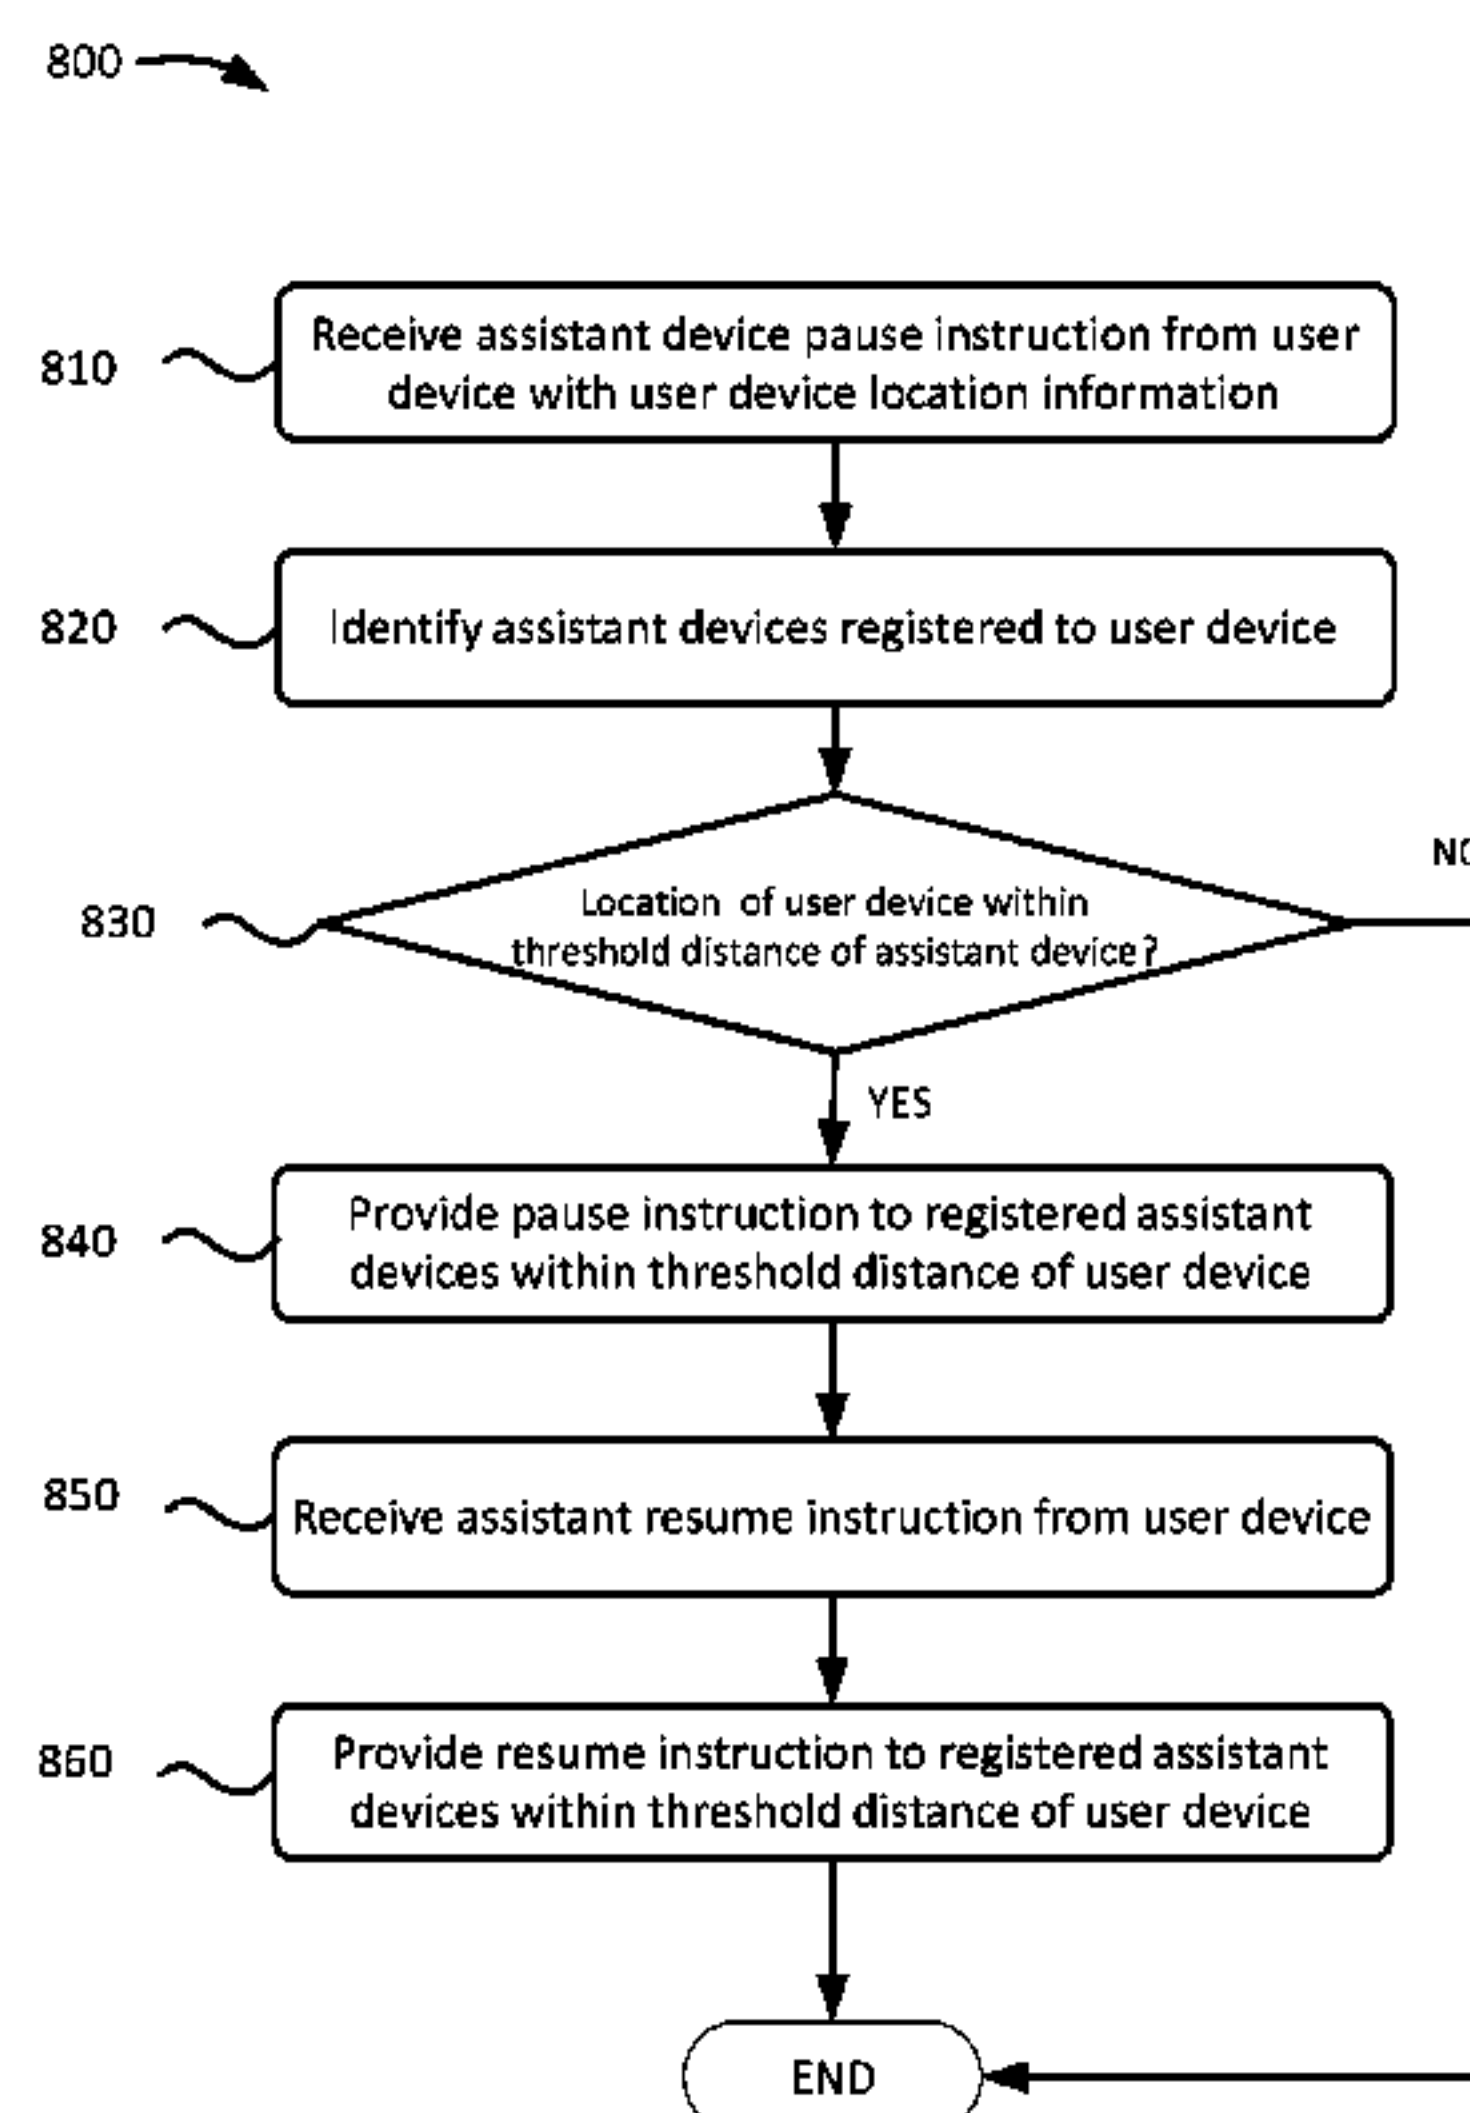 800
810
Receive assistant device pause instruction from user
device with user device location information
820
Identify assistant devices registered to user device
830
Location of user device within
threshold distance of assistant device?
NO
YES
840
Provide pause instruction to registered assistant
devices within threshold distance of user device
850
Receive assistant resume instruction from user device
860
Provide resume instruction to registered assistant
devices within threshold distance of user device
END